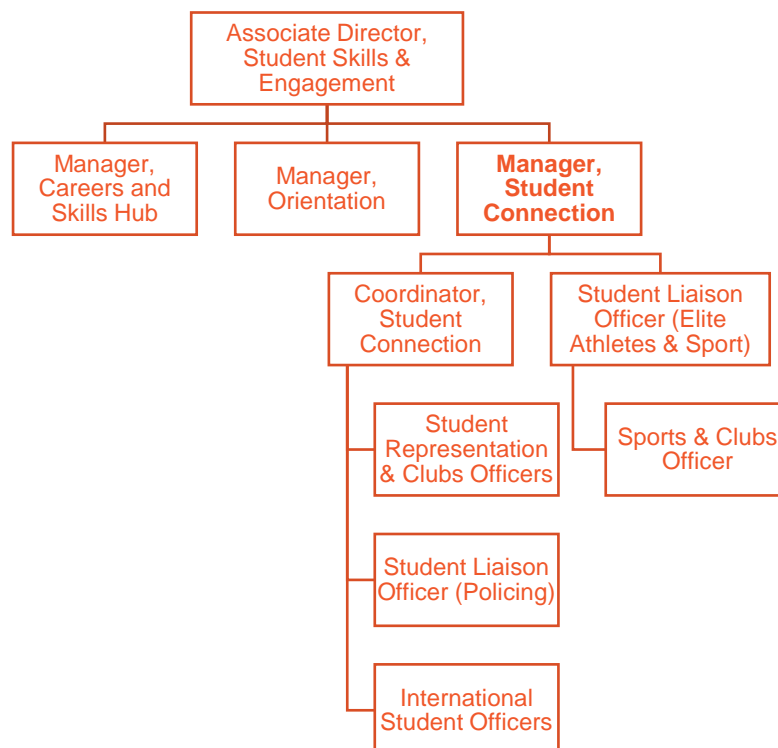 Associate Director,
Student Skills &
Engagement
Manager,
Careers and
Skills Hub
Manager,
Orientation
Manager,
Student
Connection
Coordinator,
Student
Connection
Student Liaison
Officer (Elite
Athletes & Sport)
Student
Representation
& Clubs Officers
Sports & Clubs
Officer
Student Liaison
Officer (Policing)
International
Student Officers